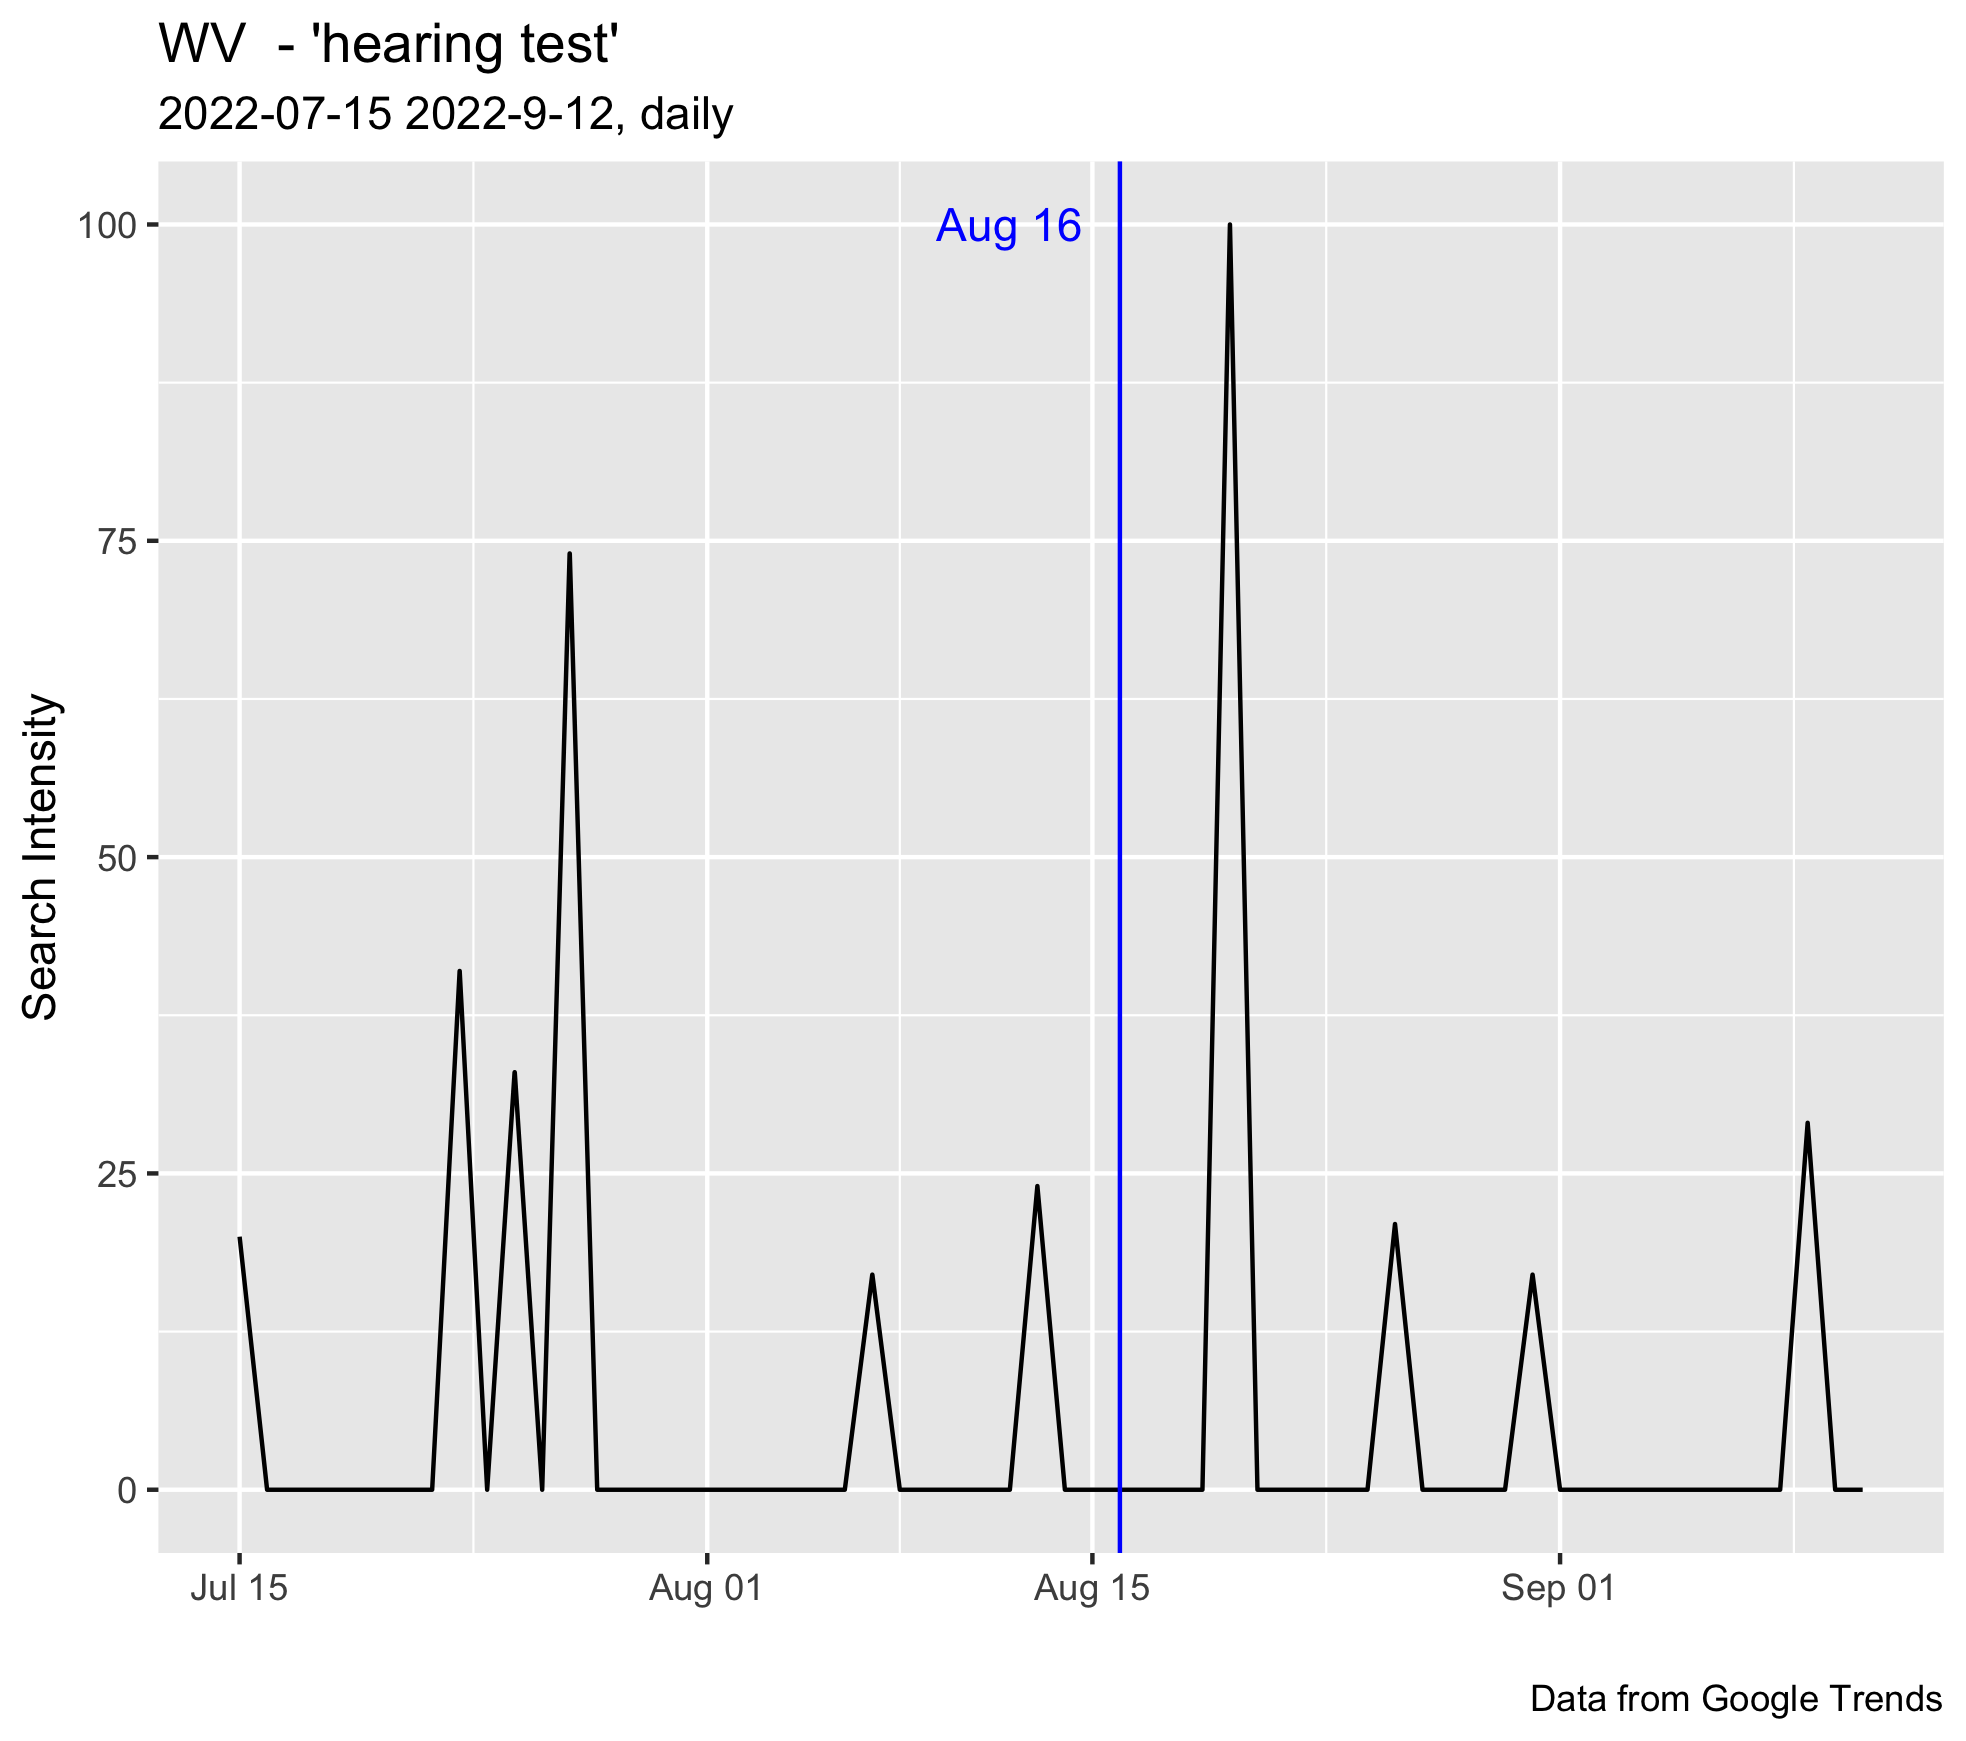 WV  - 'hearing test'
2022-07-15 2022-9-12, daily
Aug 16
100
75
50
25
0
Search Intensity
Jul 15 Aug 01 Aug 15 Sep 01
Data from Google Trends